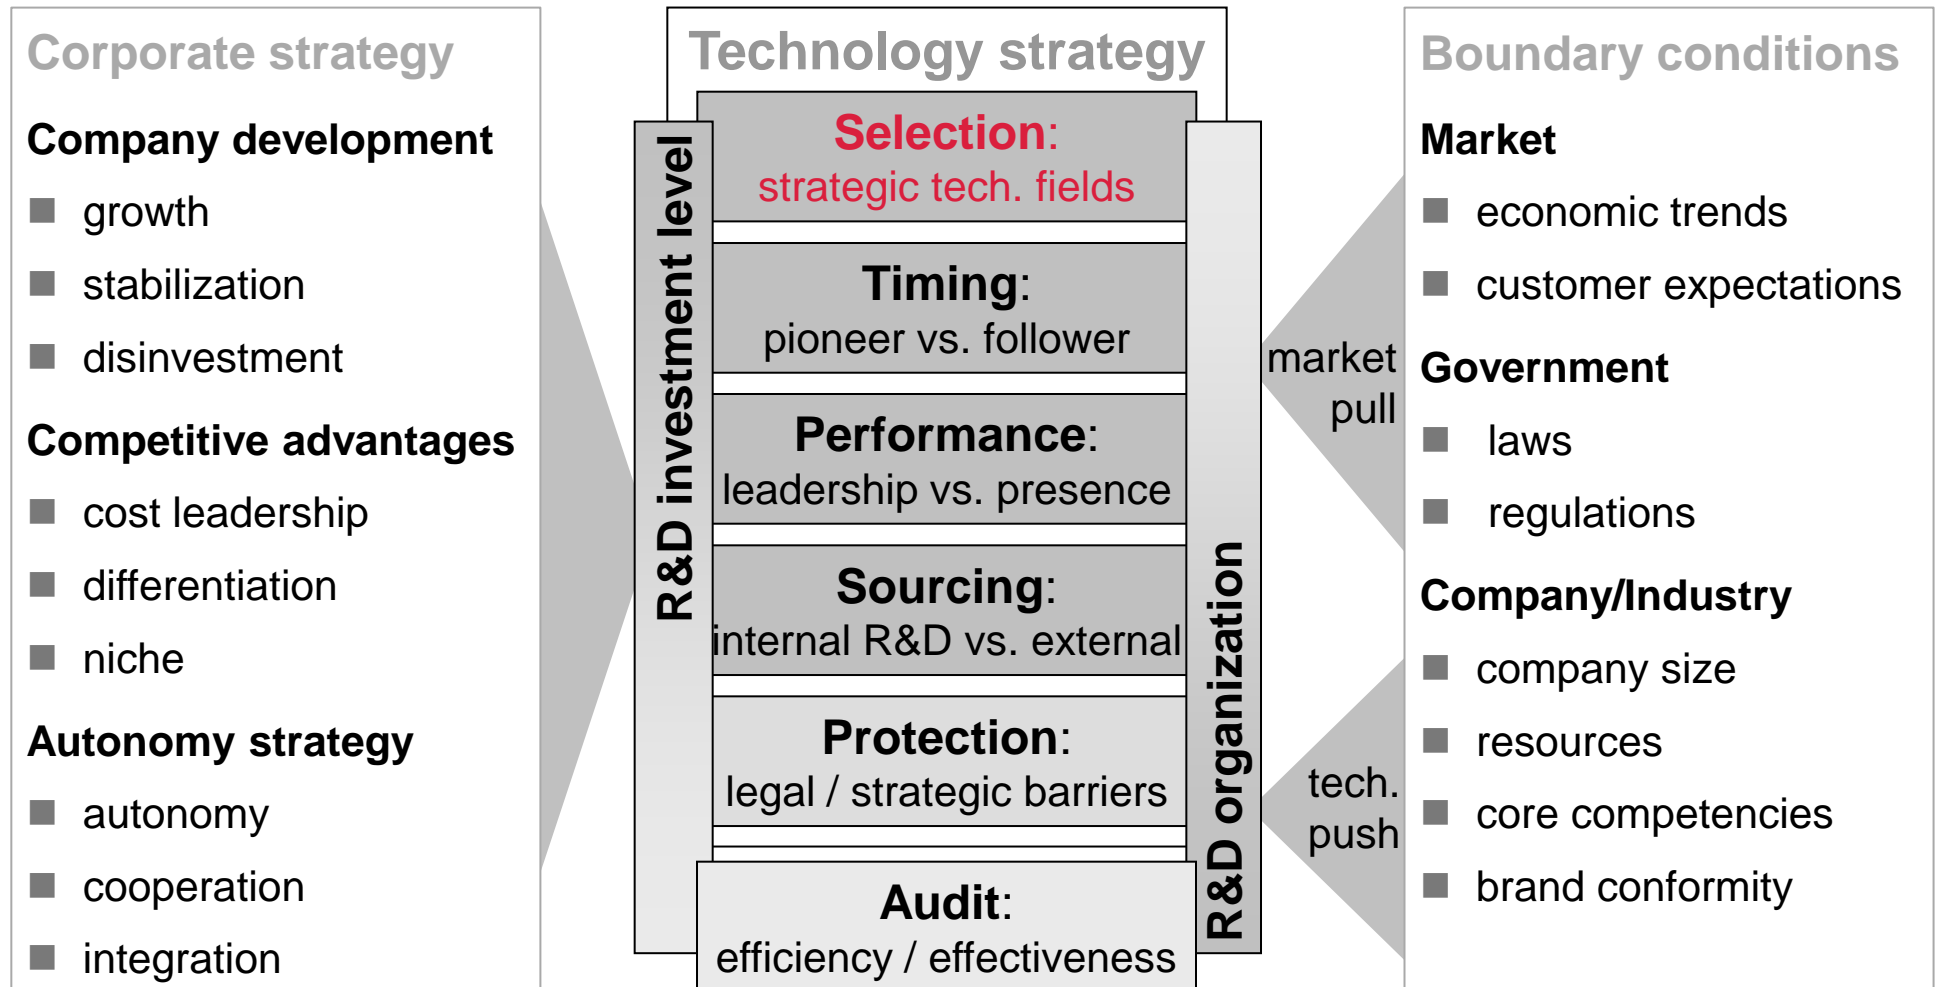 Corporate strategy
Company development
growth
stabilization
disinvestment
Competitive advantages
cost leadership
differentiation
niche
Autonomy strategy
autonomy
cooperation
integration
Technology strategy
R&D investment level
Selection:
strategic tech. fields
Timing:
pioneer vs. follower
Performance:
leadership vs. presence
Sourcing:
internal R&D vs. external
Protection:
legal / strategic barriers
Audit:
efficiency / effectiveness
R&D organization
market
pull
tech.
push
Boundary conditions
Market
economic trends
customer expectations
Government
laws
regulations
Company/Industry
company size
resources
core competencies
brand conformity